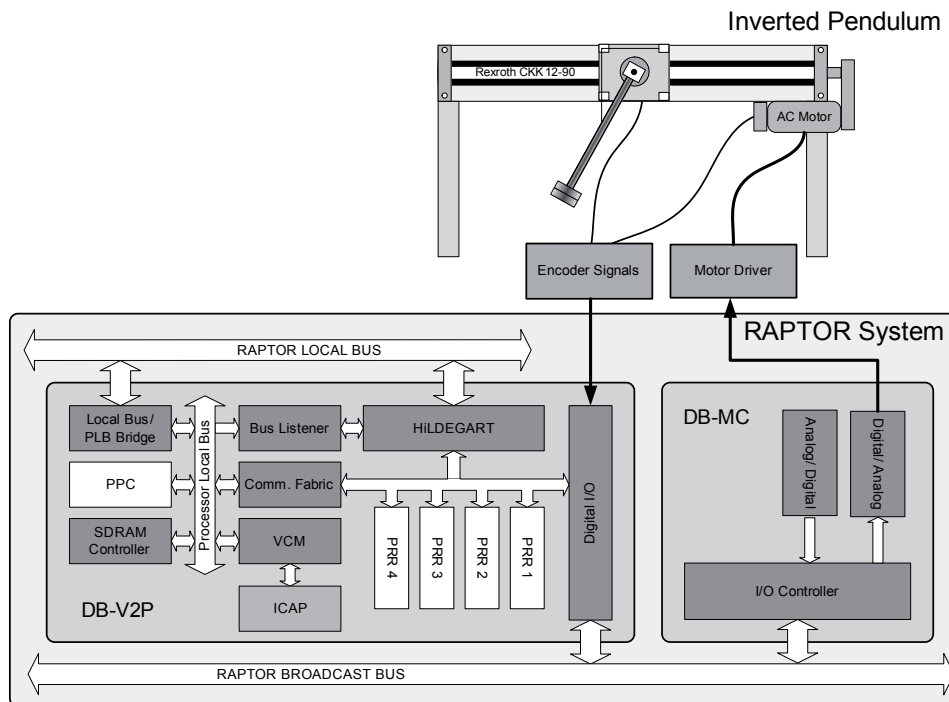 Inverted Pendulum
Rexroth CKK 12-90
AC Motor
Encoder Signals
Motor Driver
RAPTOR System
RAPTOR LOCAL BUS
Local Bus/
PLB Bridge
Processor Local Bus
Bus Listener
HiLDEGART
PPC
Comm. Fabric
SDRAM
Controller
VCM
ICAP
PRR 4
PRR 3
PRR 2
PRR 1
Digital I/O
DB-V2P
DB-MC
Analog/ Digital
Digital/ Analog
I/O Controller
RAPTOR BROADCAST BUS